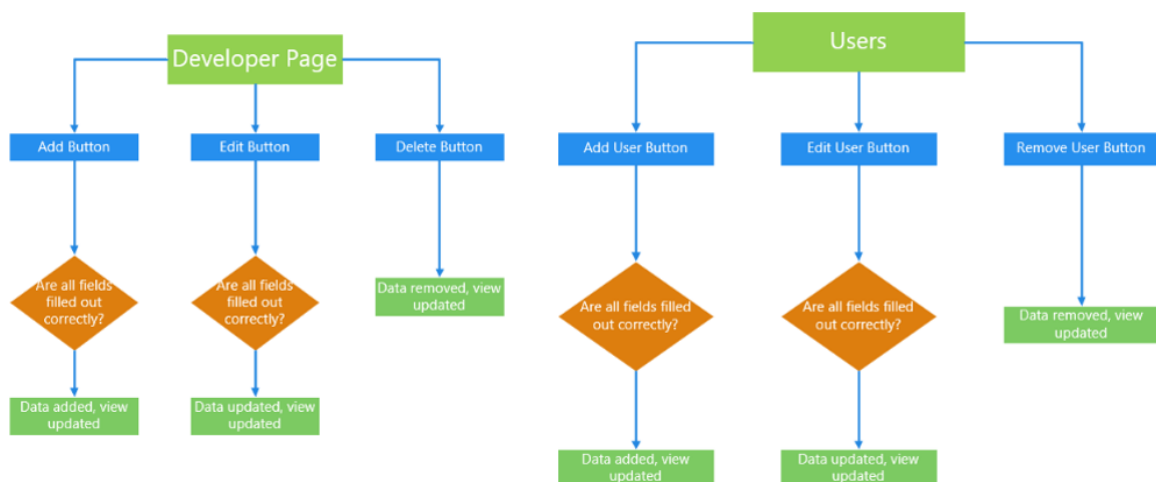 Developer Page
Add Button
Edit Button
Delete Button
Are all fields
filled out
correctly?
Are all fields
filled out
correctly?
Data removed, view
updated
Data added, view
updated
Data updated, view
updated
Users
Add User Button
Edit User Button
Remove User Button
Are all fields filled
out correctly?
Are all fields filled
out correctly?
Data removed, view
updated
Data added, view
updated
Data updated, view
updated